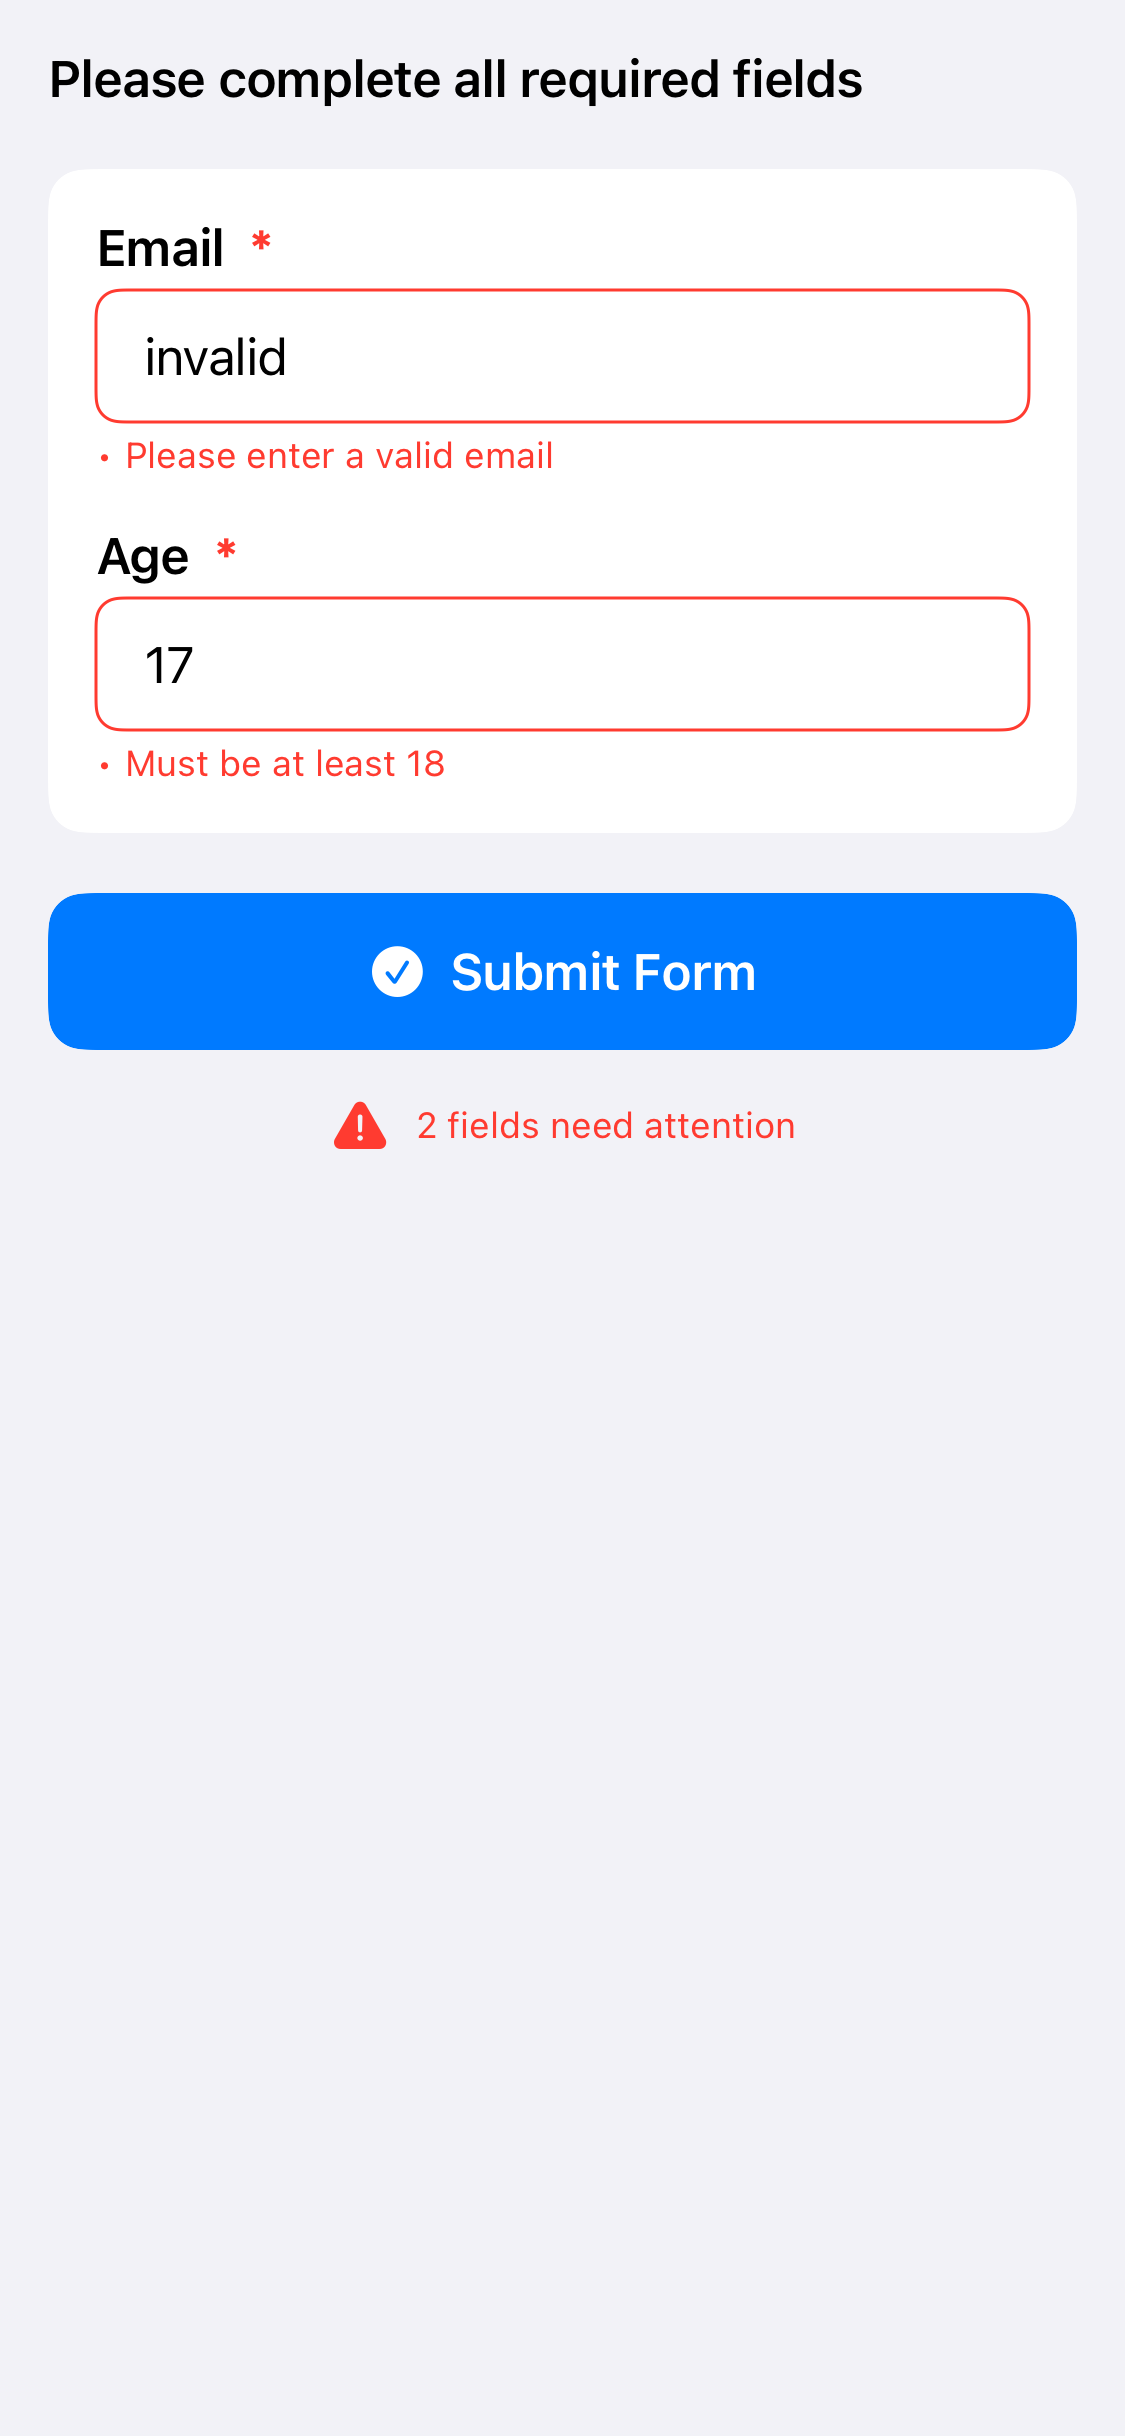 Please complete all required fields
Email *
invalid
• Please enter a valid email
Age *
17
• Must be at least 18
Submit Form
2 fields need attention